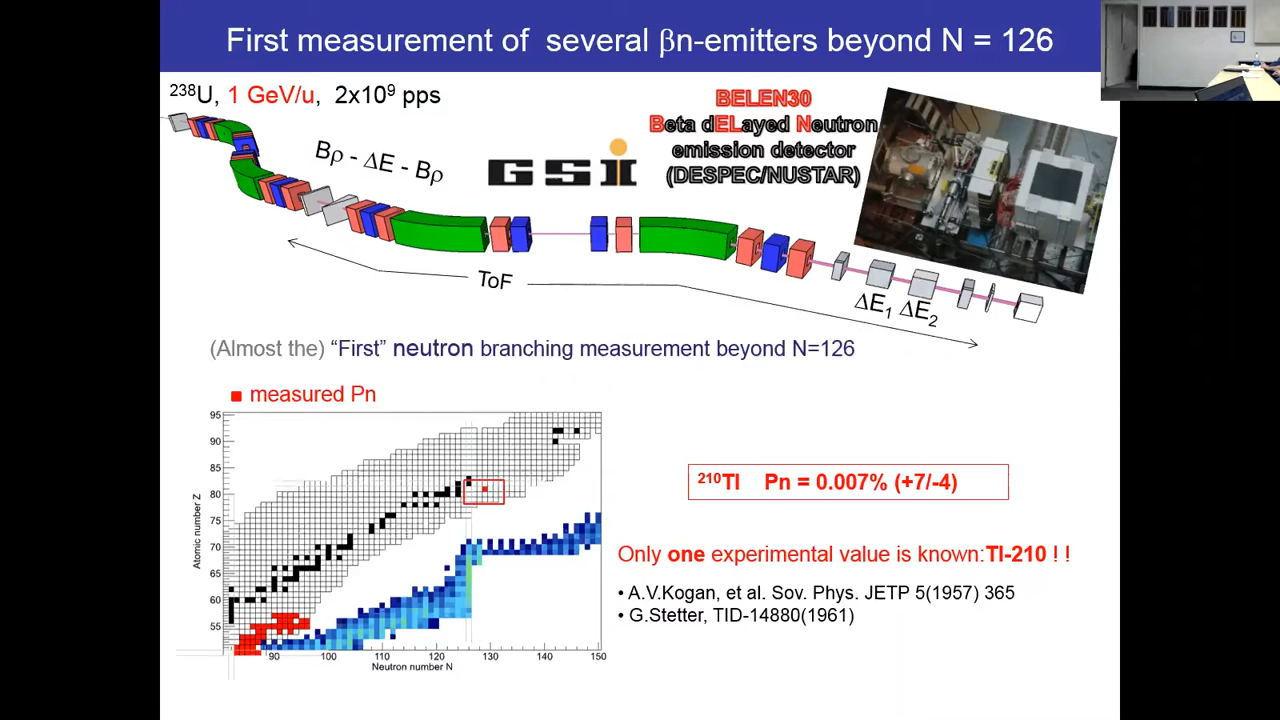 First measurement of several βn-emitters beyond N = 126
²³⁸U, 1 GeV/u, 2x10⁹ pps
BELEN30
Beta dELayed Neutron
emission detector
(DESPEC/NUSTAR)
Bρ - ΔE - Bρ
GSi
ToF
ΔE₁ ΔE₂
(Almost the) “First” neutron branching measurement beyond N=126
measured Pn
95
90
85
80
75
70
65
60
55
Atomic number Z
90 100 110 120 130 140 150
Neutron number N
²¹⁰Tl Pn = 0.007% (+7/-4)
Only one experimental value is known:Tl-210 ! !
• A.V.Kogan, et al. Sov. Phys. JETP 5(1957) 365
• G.Stetter, TID-14880(1961)